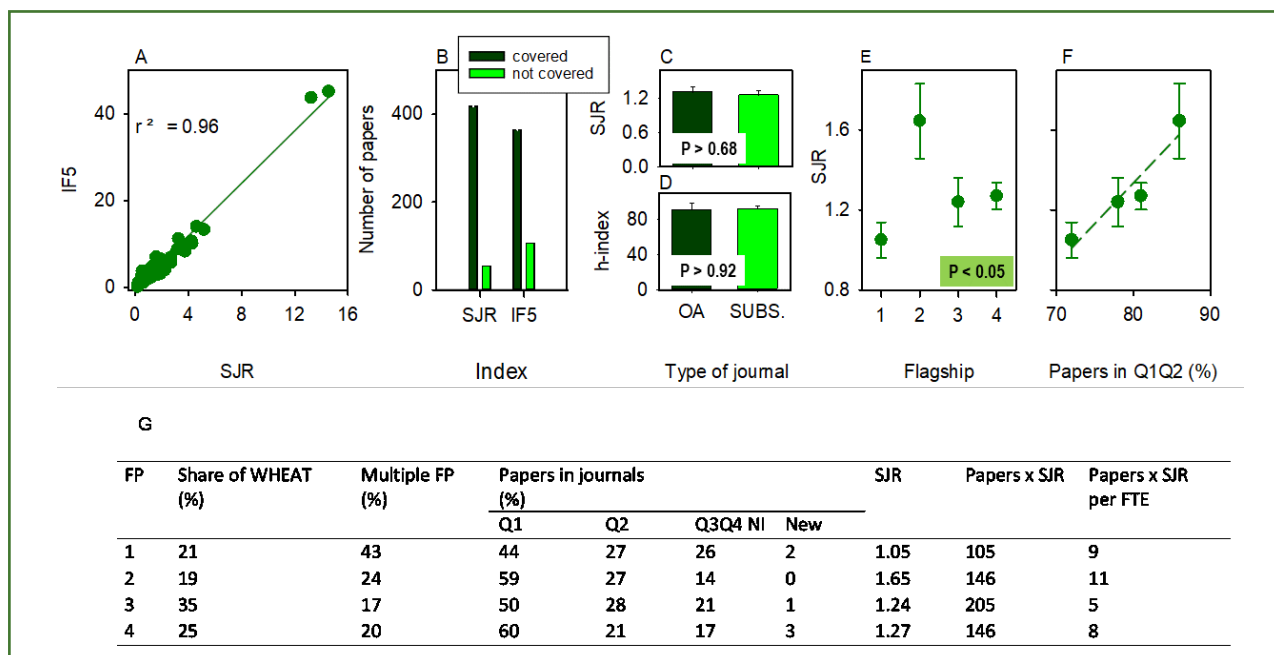 A
B
C
D
E
F
covered
not covered
IF5
40
20
0
r² = 0.96
0 4 8 12 16
SJR
Number of papers
400
200
0
SJR IF5
Index
SJR
1.2
0.6
0.0
P > 0.68
h-index
80
40
0
P > 0.92
OA SUBS.
Type of journal
SJR
1.6
1.2
0.8
P < 0.05
1 2 3 4
Flagship
70 80 90
Papers in Q1Q2 (%)
G
FP Share of WHEAT (%) Multiple FP (%) Papers in journals (%) SJR Papers x SJR Papers x SJR per FTE
Q1 Q2 Q3Q4 NI New
1 21 43 44 27 26 2 1.05 105 9
2 19 24 59 27 14 0 1.65 146 11
3 35 17 50 28 21 1 1.24 205 5
4 25 20 60 21 17 3 1.27 146 8